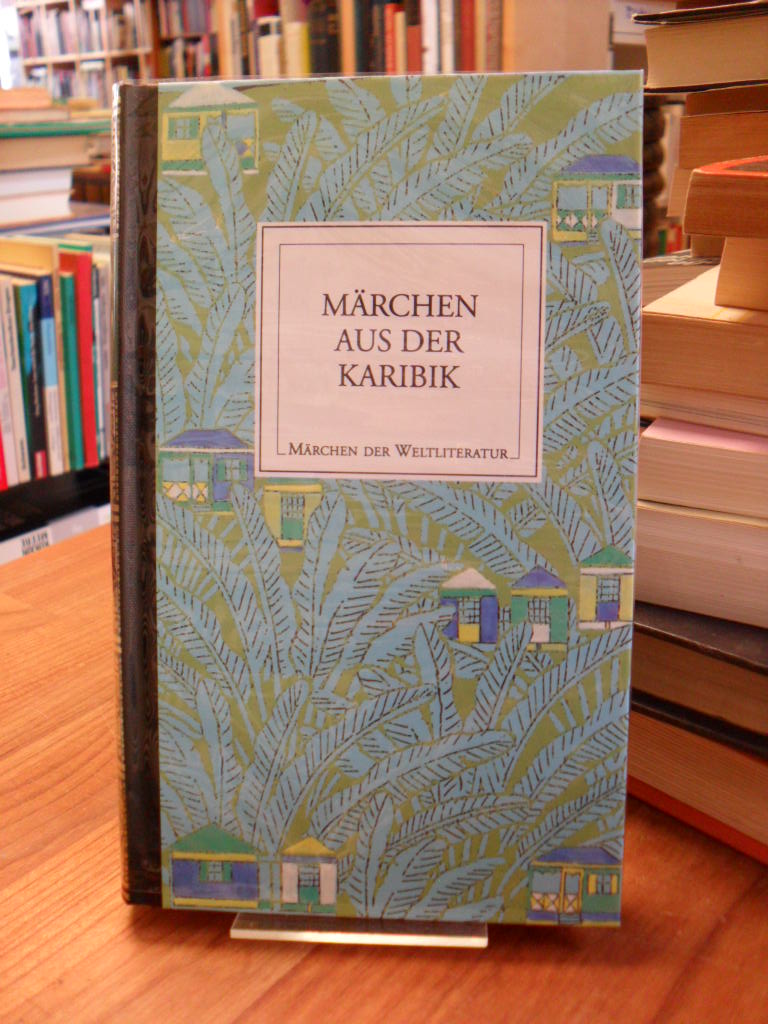 MÄRCHEN
AUS DER
KARIBIK
MÄRCHEN DER WELTLITERATUR